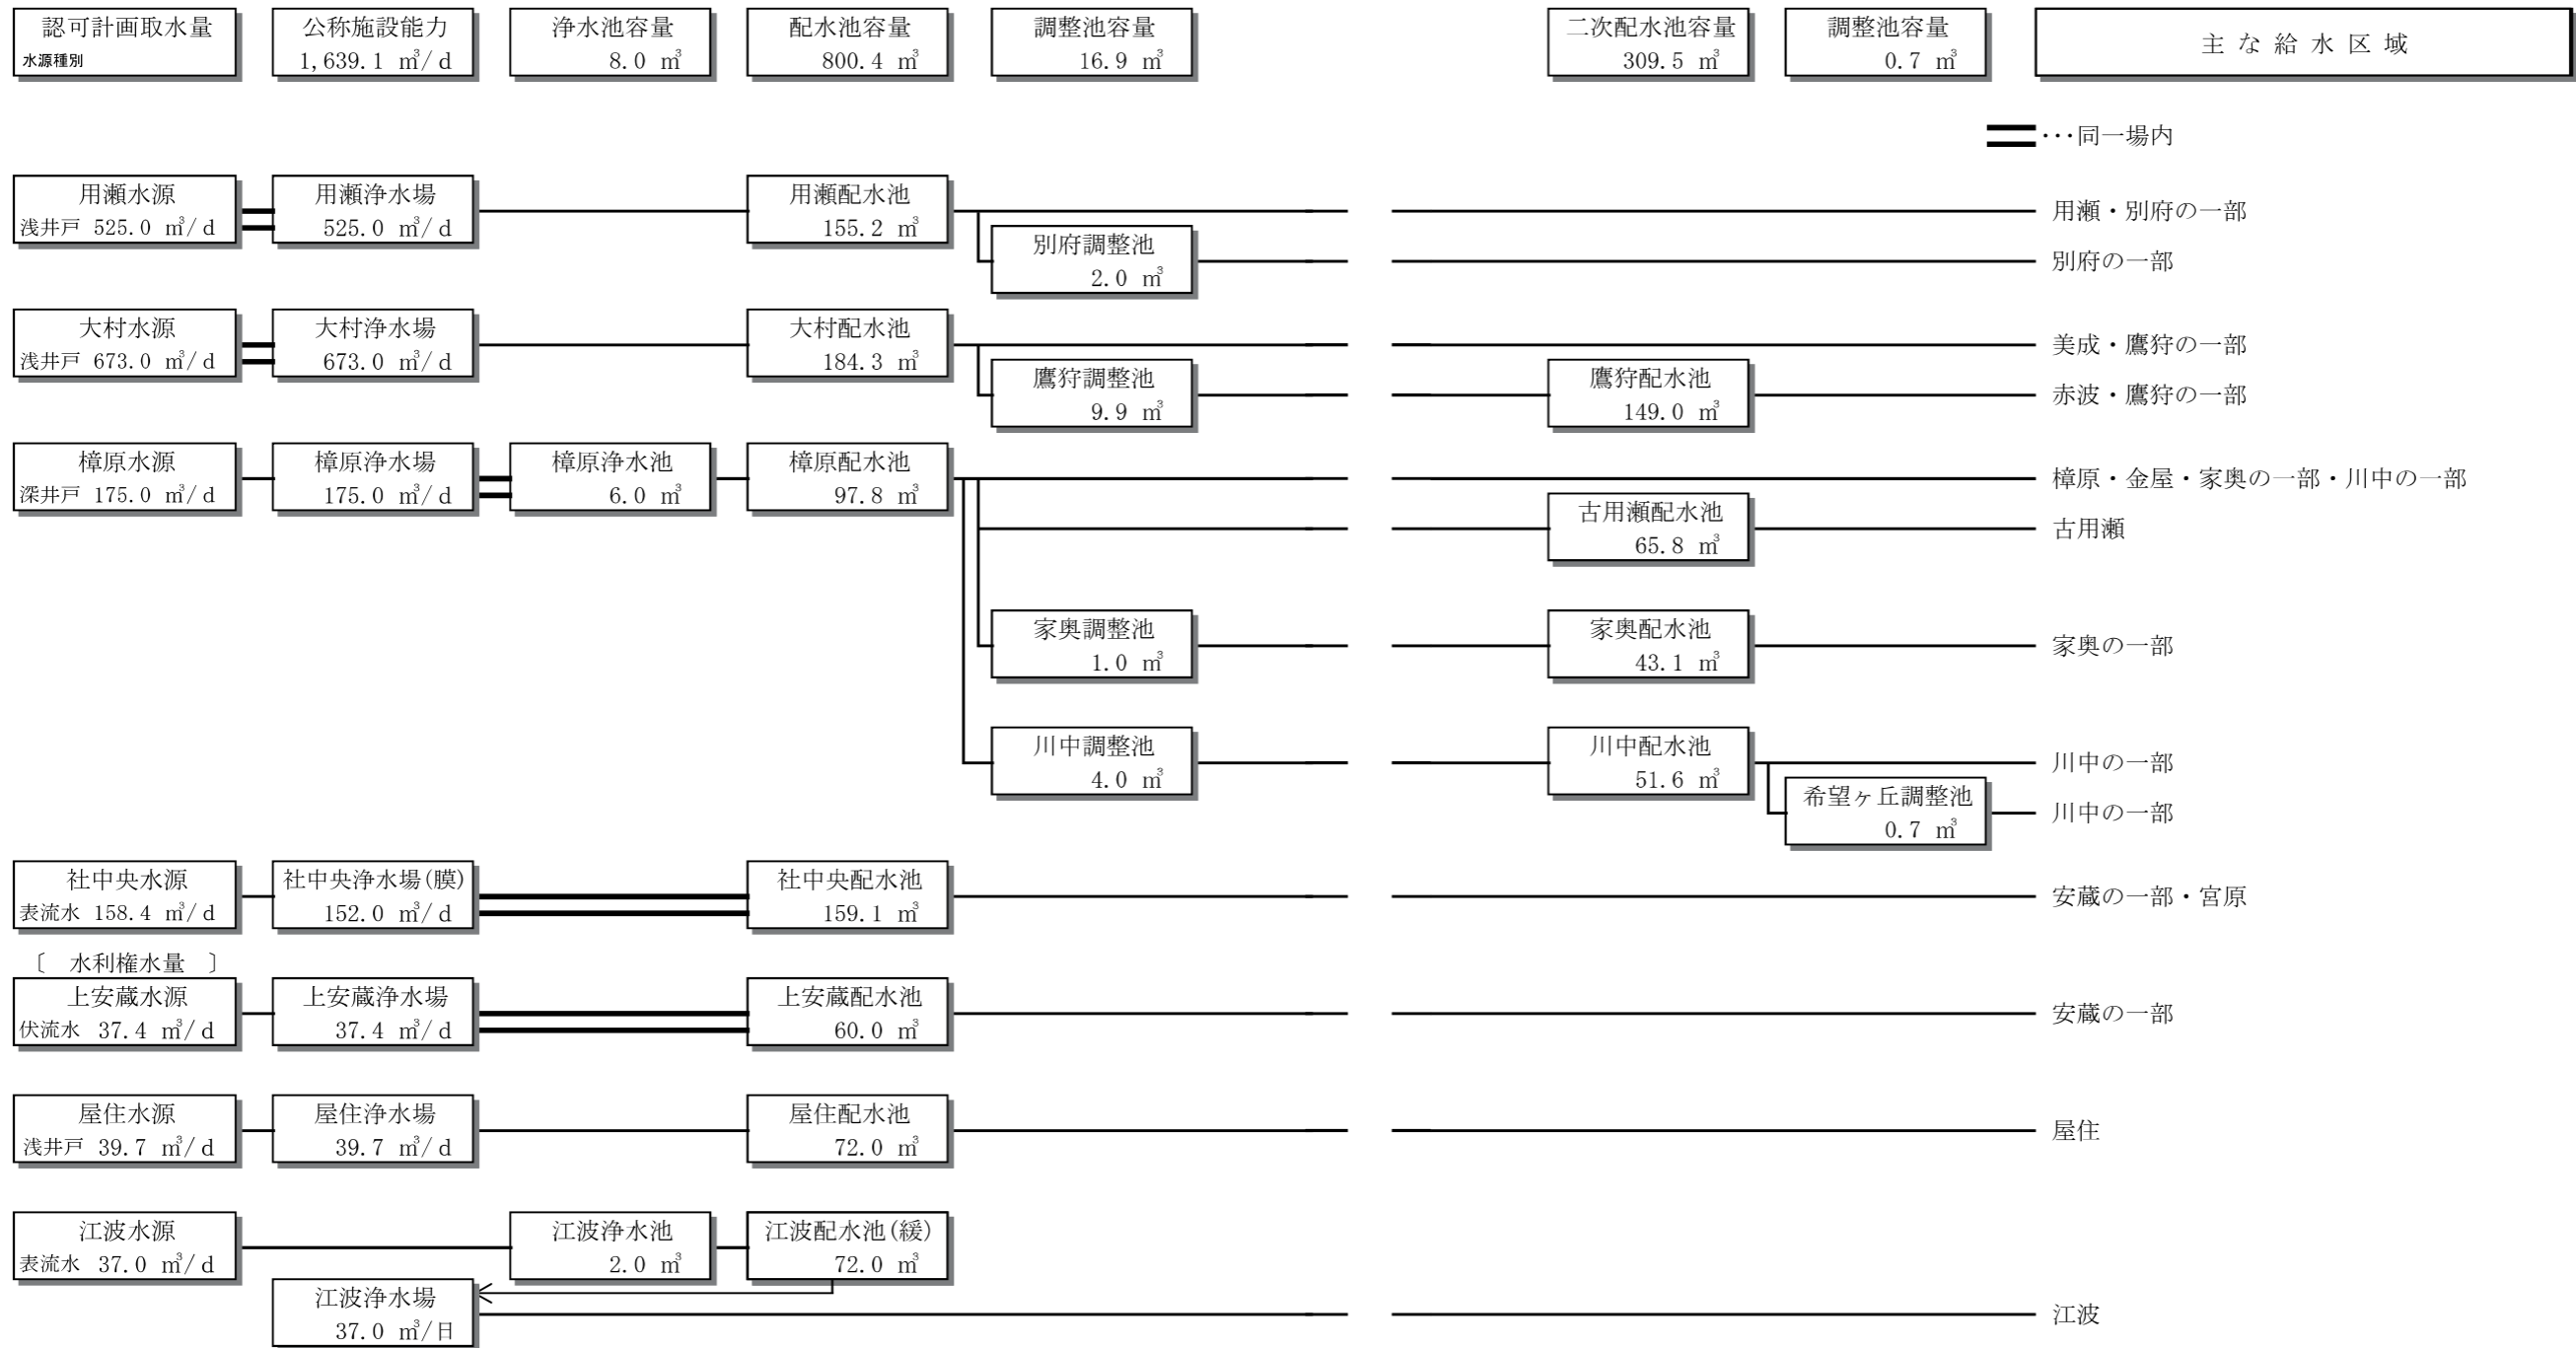 認可計画取水量
水源種別
公称施設能力
1,639.1 ㎥/d
浄水池容量
8.0 ㎥
配水池容量
800.4 ㎥
調整池容量
16.9 ㎥
二次配水池容量
309.5 ㎥
調整池容量
0.7 ㎥
主な給水区域
…同一場内
用瀬水源
浅井戸 525.0 ㎥/d
用瀬浄水場
525.0 ㎥/d
用瀬配水池
155.2 ㎥
用瀬・別府の一部
別府調整池
2.0 ㎥
別府の一部
大村水源
浅井戸 673.0 ㎥/d
大村浄水場
673.0 ㎥/d
大村配水池
184.3 ㎥
美成・鷹狩の一部
鷹狩調整池
9.9 ㎥
鷹狩配水池
149.0 ㎥
赤波・鷹狩の一部
樟原水源
深井戸 175.0 ㎥/d
樟原浄水場
175.0 ㎥/d
樟原浄水池
6.0 ㎥
樟原配水池
97.8 ㎥
樟原・金屋・家奥の一部・川中の一部
古用瀬配水池
65.8 ㎥
古用瀬
家奥調整池
1.0 ㎥
家奥配水池
43.1 ㎥
家奥の一部
川中調整池
4.0 ㎥
川中配水池
51.6 ㎥
川中の一部
希望ヶ丘調整池
0.7 ㎥
川中の一部
社中央水源
表流水 158.4 ㎥/d
社中央浄水場(膜)
152.0 ㎥/d
社中央配水池
159.1 ㎥
安蔵の一部・宮原
〔 水利権水量 〕
上安蔵水源
伏流水 37.4 ㎥/d
上安蔵浄水場
37.4 ㎥/d
上安蔵配水池
60.0 ㎥
安蔵の一部
屋住水源
浅井戸 39.7 ㎥/d
屋住浄水場
39.7 ㎥/d
屋住配水池
72.0 ㎥
屋住
江波水源
表流水 37.0 ㎥/d
江波浄水池
2.0 ㎥
江波配水池(緩)
72.0 ㎥
江波浄水場
37.0 ㎥/日
江波